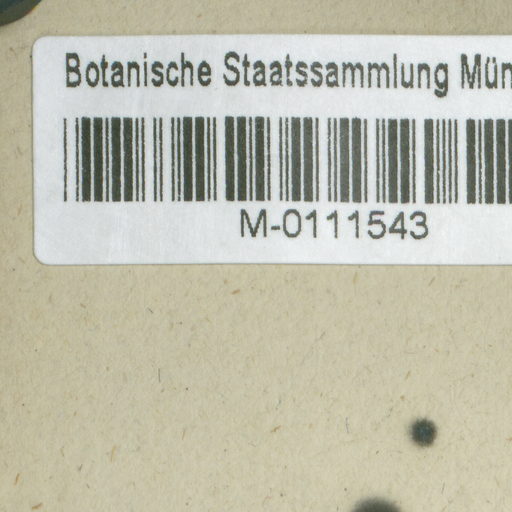 Botanische Staatssammlung Mün
M-0111543